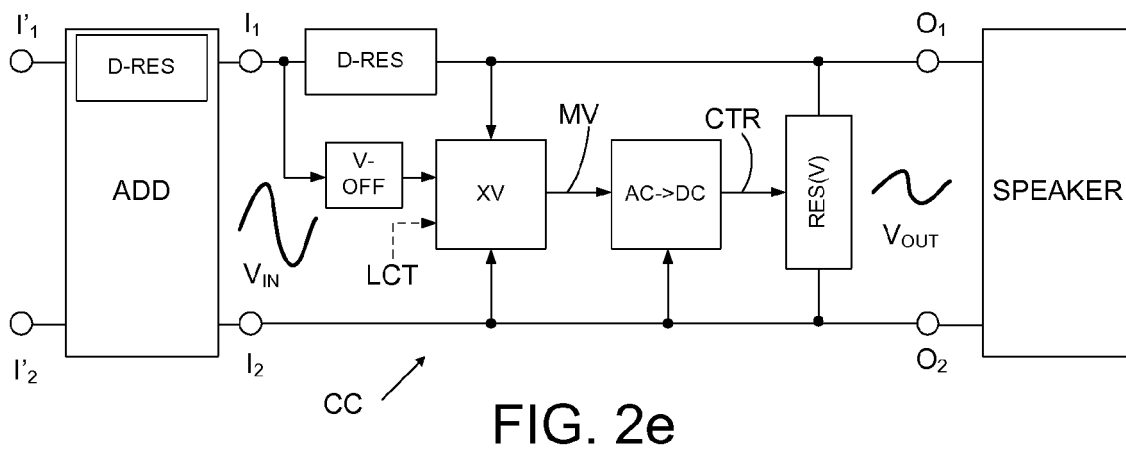 I'1
I1
O1
D-RES
D-RES
MV
CTR
V-
OFF
ADD
XV
AC->DC
RES(V)
SPEAKER
VIN
LCT
VOUT
I'2
I2
O2
CC
FIG. 2e